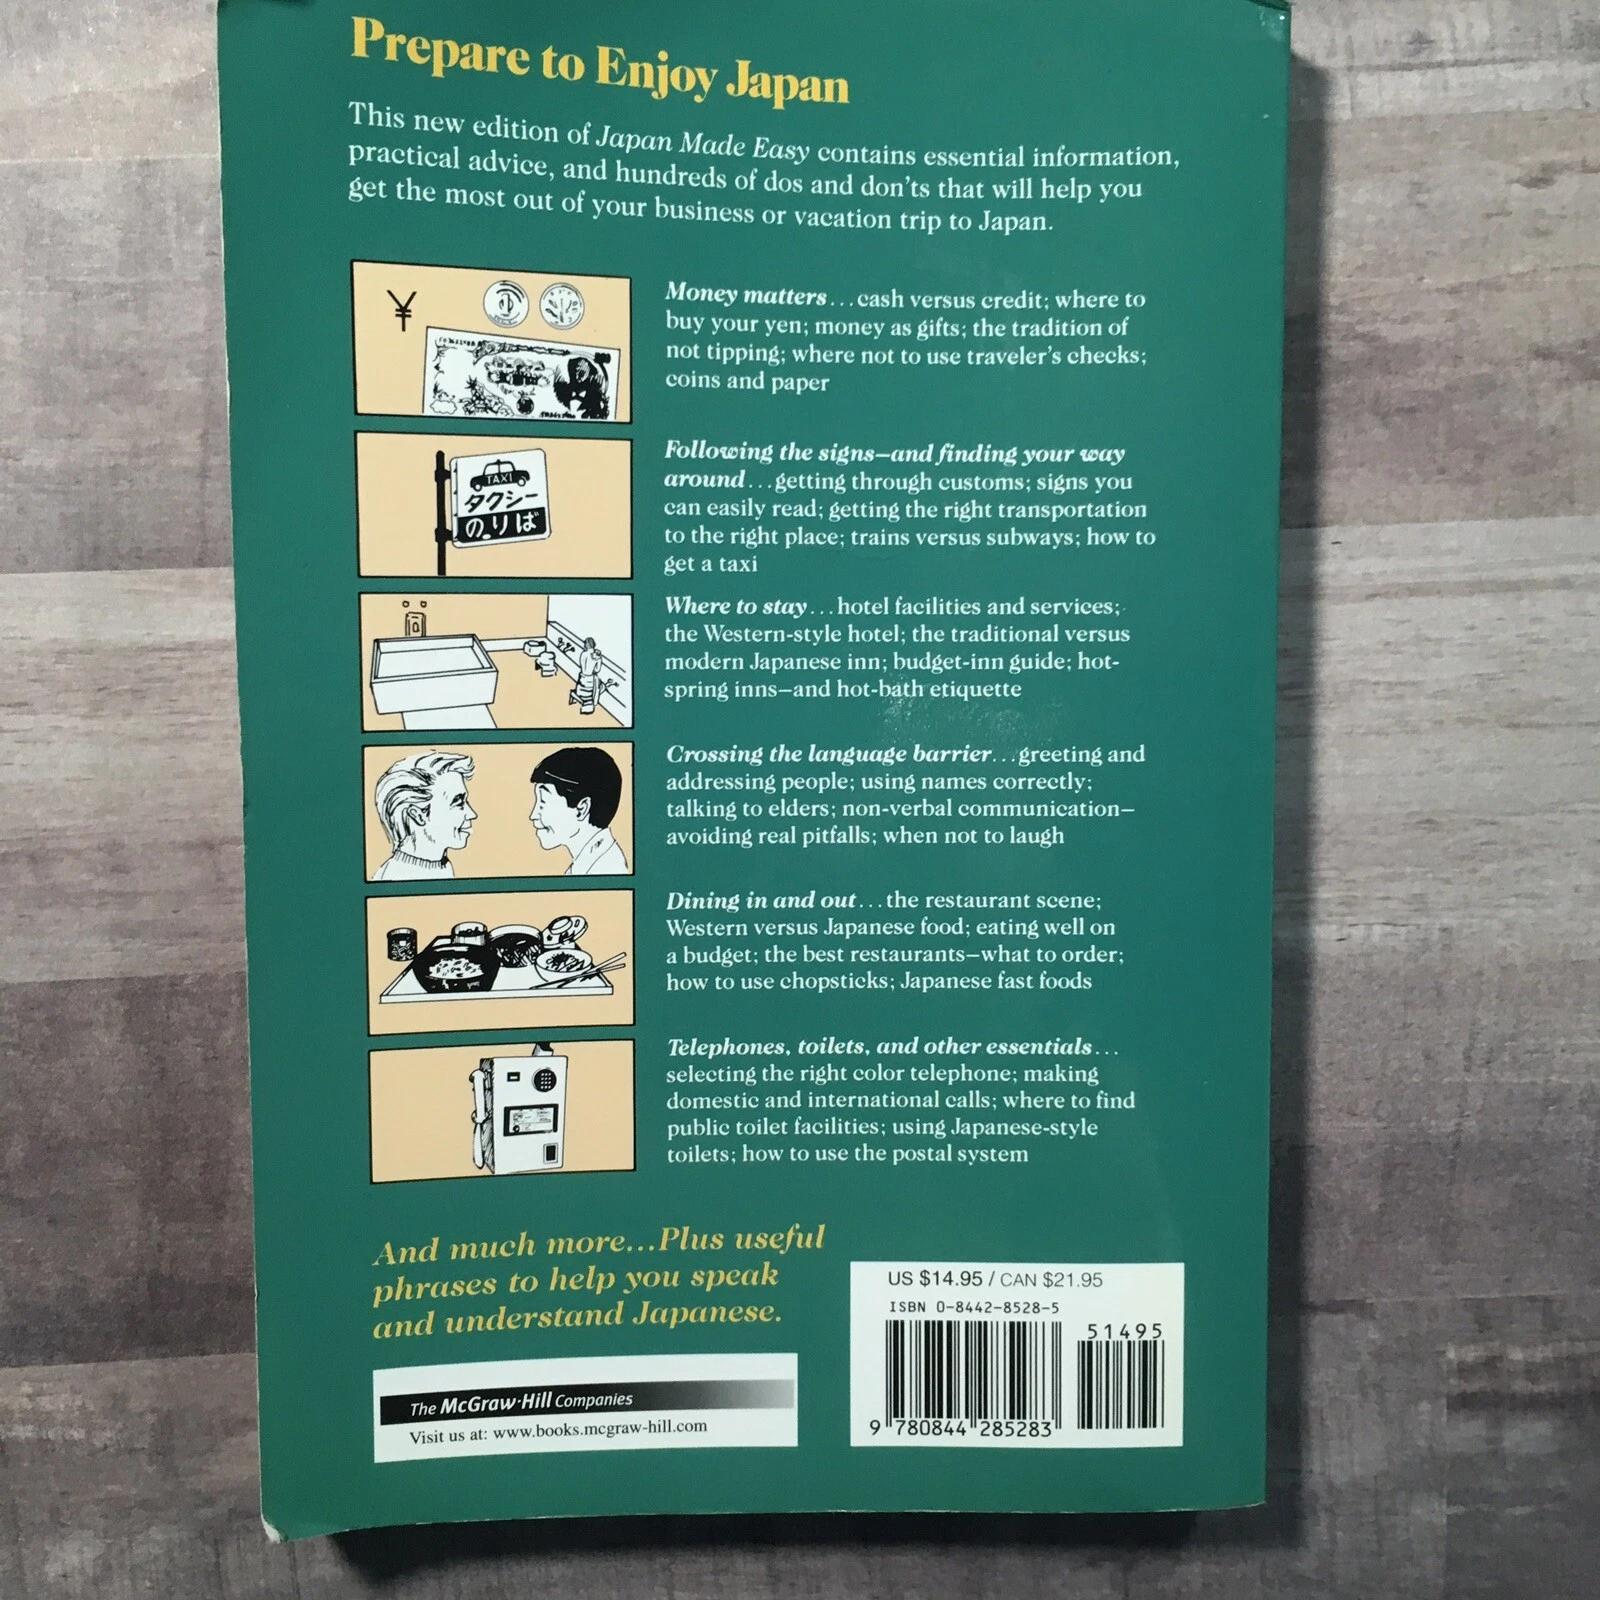 Prepare to Enjoy Japan
This new edition of Japan Made Easy contains essential information,
practical advice, and hundreds of dos and don'ts that will help you
get the most out of your business or vacation trip to Japan.
¥
Money matters...cash versus credit; where to
buy your yen; money as gifts; the tradition of
not tipping; where not to use traveler's checks;
coins and paper
TAXI
タクシー
のりば
Following the signs—and finding your way
around...getting through customs; signs you
can easily read; getting the right transportation
to the right place; trains versus subways; how to
get a taxi
Where to stay...hotel facilities and services;
the Western-style hotel; the traditional versus
modern Japanese inn; budget-inn guide; hot-
spring inns—and hot-bath etiquette
Crossing the language barrier...greeting and
addressing people; using names correctly;
talking to elders; non-verbal communication—
avoiding real pitfalls; when not to laugh
Dining in and out...the restaurant scene;
Western versus Japanese food; eating well on
a budget; the best restaurants—what to order;
how to use chopsticks; Japanese fast foods
Telephones, toilets, and other essentials...
selecting the right color telephone; making
domestic and international calls; where to find
public toilet facilities; using Japanese-style
toilets; how to use the postal system
And much more...Plus useful
phrases to help you speak
and understand Japanese.
The McGraw·Hill Companies
Visit us at: www.books.mcgraw-hill.com
US $14.95 / CAN $21.95
ISBN 0-8442-8528-5
51495
9 780844 285283